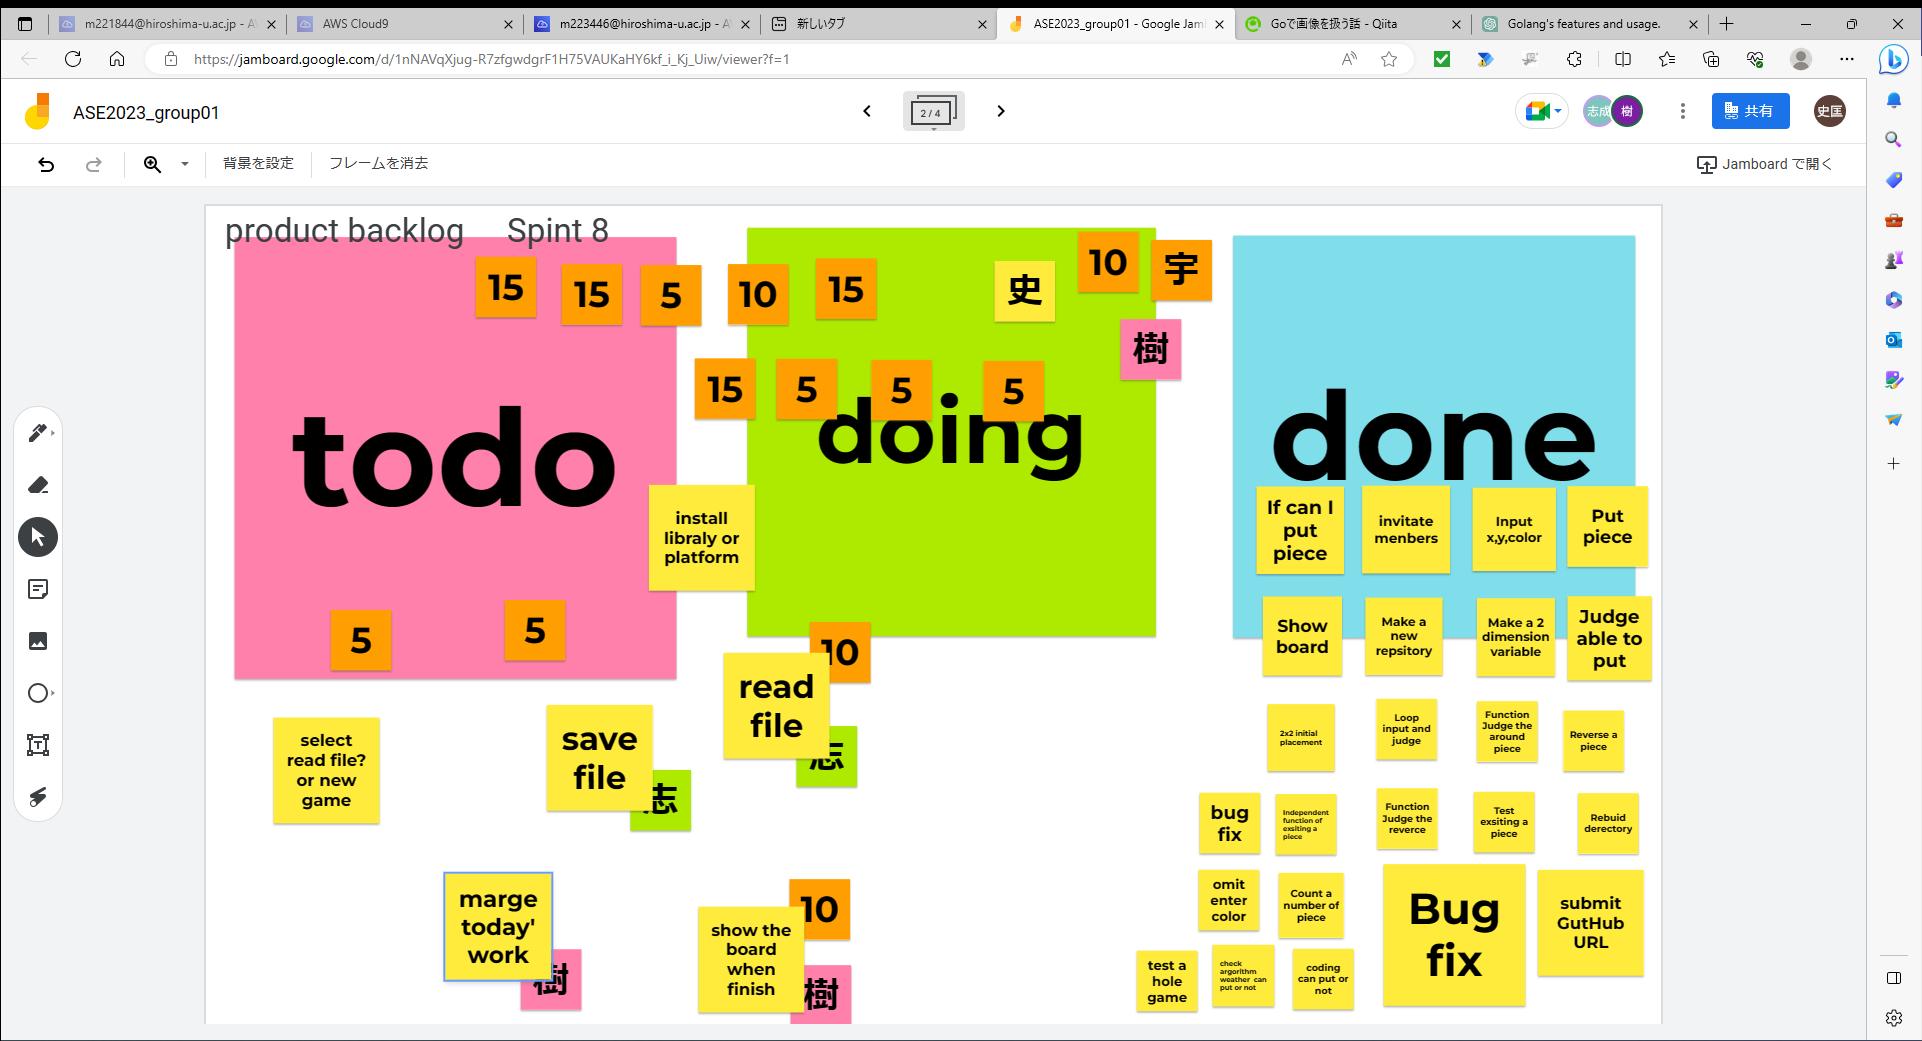 m221844@hiroshima-u.ac.jp - A
AWS Cloud9
m223446@hiroshima-u.ac.jp - A
新しいタブ
ASE2023_group01 - Google Jam
Goで画像を扱う話 - Qiita
Golang's features and usage.
https://jamboard.google.com/d/1nNAVqXjug-R7zfgwdgrF1H75VAUKaHY6kf_i_Kj_Uiw/viewer?f=1
ASE2023_group01
2 / 4
志成
樹
共有
史匡
背景を設定
フレームを消去
Jamboard で開く
product backlog
Spint 8
15
15
5
10
15
史
10
宇
樹
15
5
5
5
todo
doing
done
install
libraly or
platform
5
5
10
read
file
志
select
read file?
or new
game
save
file
志
marge
today'
work
樹
10
show the
board
when
finish
樹
If can I
put
piece
invitate
menbers
Input
x,y,color
Put
piece
Show
board
Make a
new
repsitory
Make a 2
dimension
variable
Judge
able to
put
2x2 initial
placement
Loop
input and
judge
Function
Judge the
around
piece
Reverse a
piece
bug
fix
Independent
function of
exsiting a
piece
Function
Judge the
reverce
Test
exsiting a
piece
Rebuid
derectory
omit
enter
color
Count a
number of
piece
Bug
fix
submit
GutHub
URL
test a
hole
game
check
argorithm
weather can
put or not
coding
can put or
not